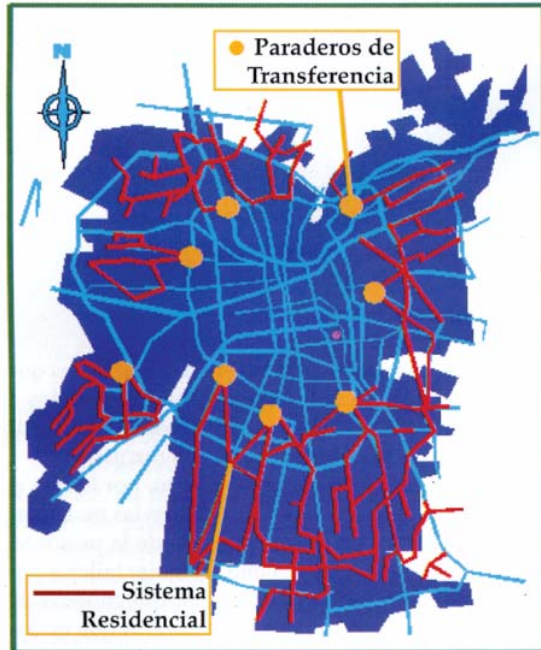 Paraderos de
Transferencia
N
Sistema
Residencial